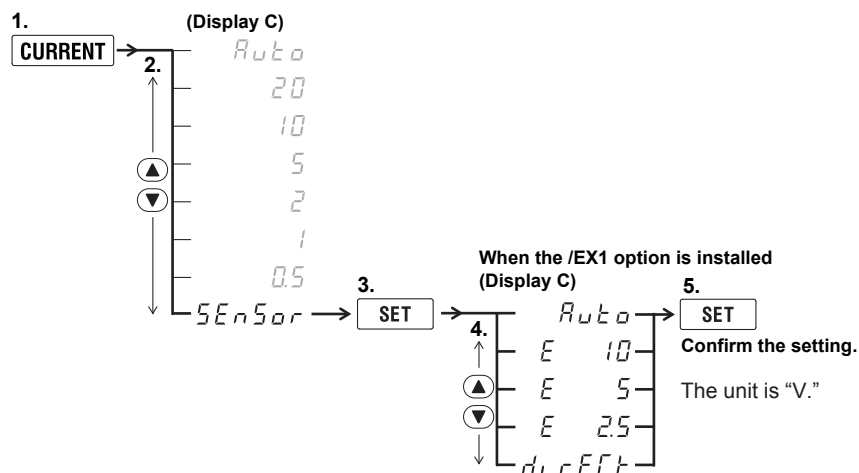 1.
(Display C)
CURRENT
2.
Auto
20
10
5
2
1
0.5
SEnSor
3.
SET
When the /EX1 option is installed
(Display C)
4.
Auto
E 10
E 5
E 2.5
dirECt
5.
SET
Confirm the setting.
The unit is “V.”